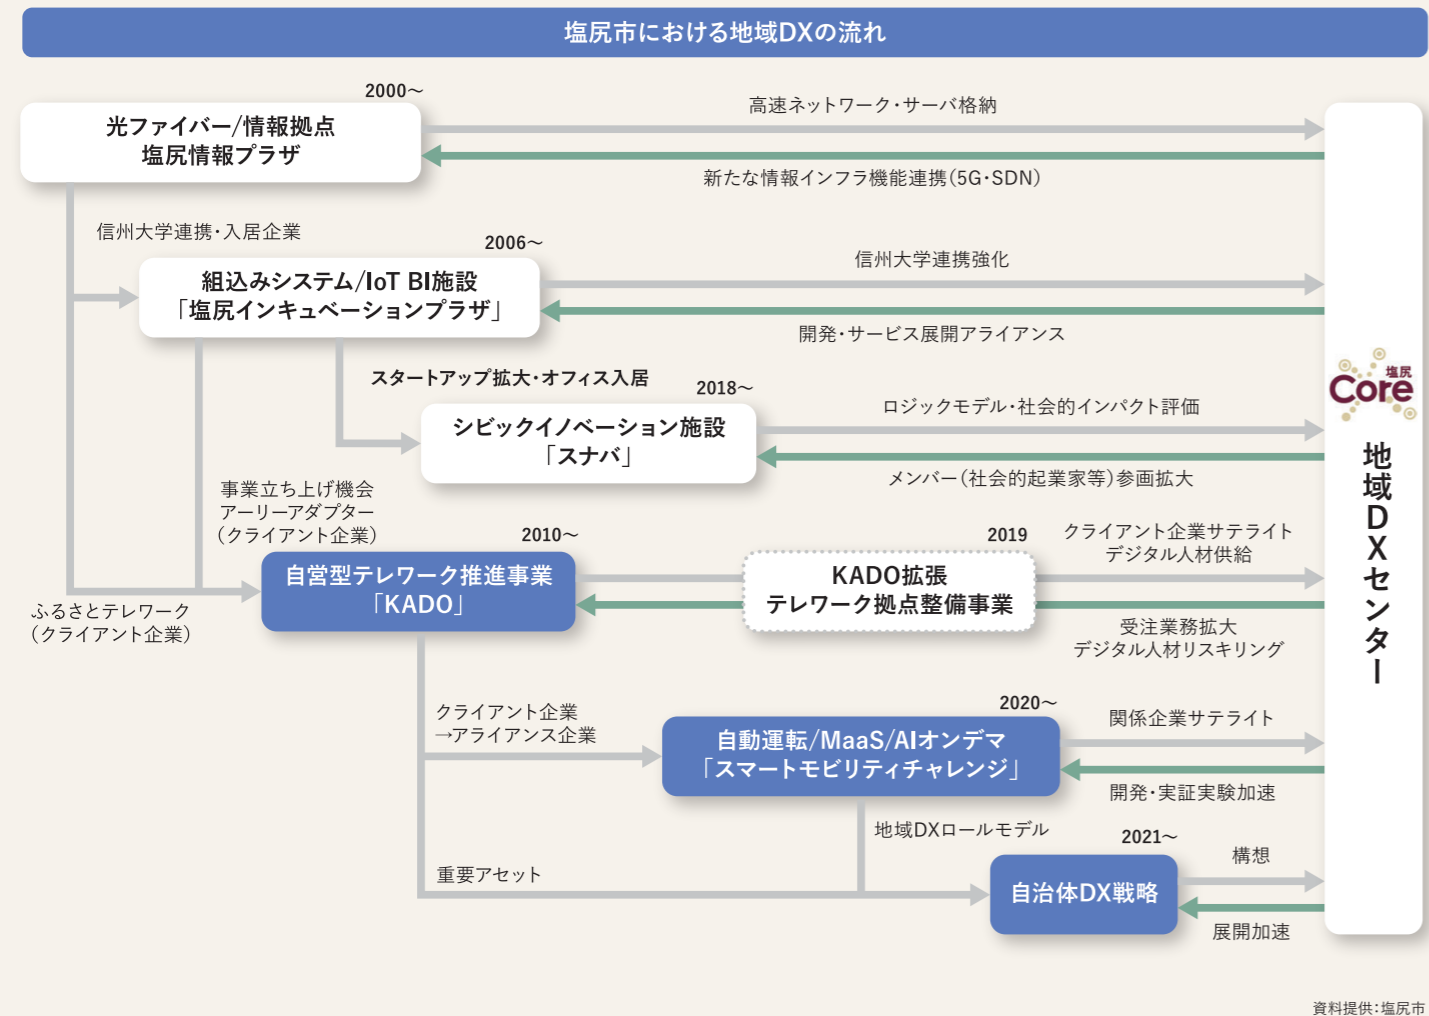 塩尻市における地域DXの流れ
2000〜
光ファイバー/情報拠点
塩尻情報プラザ
高速ネットワーク・サーバ格納
新たな情報インフラ機能連携(5G・SDN)
信州大学連携・入居企業
2006〜
組込みシステム/IoT BI施設
「塩尻インキュベーションプラザ」
信州大学連携強化
開発・サービス展開アライアンス
スタートアップ拡大・オフィス入居
2018〜
シビックイノベーション施設
「スナバ」
ロジックモデル・社会的インパクト評価
メンバー(社会的起業家等)参画拡大
事業立ち上げ機会
アーリーアダプター
(クライアント企業)
2010〜
自営型テレワーク推進事業
「KADO」
ふるさとテレワーク
(クライアント企業)
2019
KADO拡張
テレワーク拠点整備事業
クライアント企業サテライト
デジタル人材供給
受注業務拡大
デジタル人材リスキリング
クライアント企業
→アライアンス企業
2020〜
自動運転/MaaS/AIオンデマ
「スマートモビリティチャレンジ」
関係企業サテライト
開発・実証実験加速
地域DXロールモデル
重要アセット
2021〜
自治体DX戦略
構想
展開加速
塩尻
Core
地域DXセンター
資料提供:塩尻市